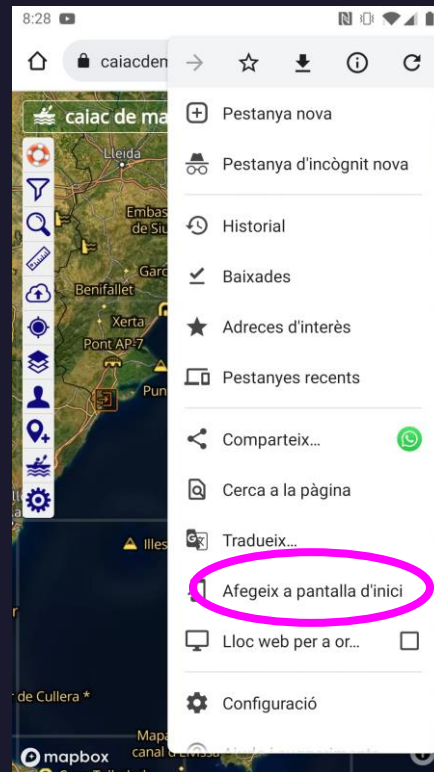 8:28
caiacden
caiac de ma
Lleida
Embas
de Siu
Garc
Benifallet
Xerta
Pont AP-7
Pun
Illes
r
de Cullera *
Mapa
canal d'Eivissa
mapbox
Pestanya nova
Pestanya d'incògnit nova
Historial
Baixades
Adreces d'interès
Pestanyes recents
Comparteix…
Cerca a la pàgina
Tradueix…
Afegeix a pantalla d'inici
Lloc web per a or…
Configuració